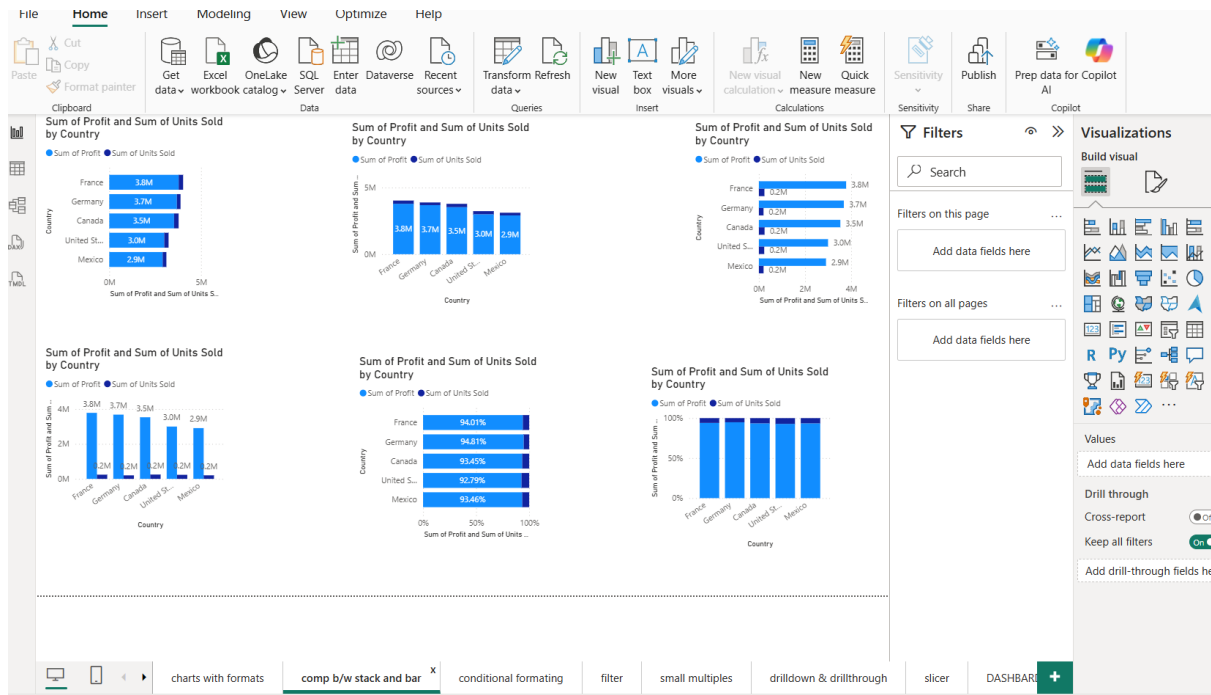 File Home Insert Modeling View Optimize Help
Paste
Cut
Copy
Format painter
Clipboard
Get data
Excel workbook
OneLake catalog
SQL Server
Enter data
Dataverse
Recent sources
Data
Transform data
Refresh
Queries
New visual
Text box
More visuals
Insert
New visual calculation
New measure
Quick measure
Calculations
Sensitivity
Sensitivity
Publish
Share
Prep data for AI
Copilot
Copilot
DAX
TMDL
Sum of Profit and Sum of Units Sold
by Country
Sum of Profit Sum of Units Sold
Country
France 3.8M
Germany 3.7M
Canada 3.5M
United St... 3.0M
Mexico 2.9M
0M 5M
Sum of Profit and Sum of Units S...
Sum of Profit and Sum of Units Sold
by Country
Sum of Profit Sum of Units Sold
Sum of Profit and Sum ...
5M
0M
3.8M 3.7M 3.5M 3.0M 2.9M
France Germany Canada United St... Mexico
Country
Sum of Profit and Sum of Units Sold
by Country
Sum of Profit Sum of Units Sold
Country
France 3.8M
0.2M
Germany 3.7M
0.2M
Canada 3.5M
0.2M
United S... 3.0M
0.2M
Mexico 2.9M
0.2M
0M 2M 4M
Sum of Profit and Sum of Units S...
Sum of Profit and Sum of Units Sold
by Country
Sum of Profit Sum of Units Sold
Sum of Profit and Sum ...
4M
2M
0M
3.8M 3.7M 3.5M 3.0M 2.9M
0.2M 0.2M 0.2M 0.2M 0.2M
France Germany Canada United St... Mexico
Country
Sum of Profit and Sum of Units Sold
by Country
Sum of Profit Sum of Units Sold
Country
France 94.01%
Germany 94.81%
Canada 93.45%
United S... 92.79%
Mexico 93.46%
0% 50% 100%
Sum of Profit and Sum of Units ...
Sum of Profit and Sum of Units Sold
by Country
Sum of Profit Sum of Units Sold
Sum of Profit and Sum ...
100%
50%
0%
France Germany Canada United St... Mexico
Country
Filters
Search
Filters on this page ...
Add data fields here
Filters on all pages ...
Add data fields here
Visualizations
Build visual
123
R Py
123
...
Values
Add data fields here
Drill through
Cross-report
Keep all filters On
Add drill-through fields
charts with formats
comp b/w stack and bar x
conditional formating
filter
small multiples
drilldown & drillthrough
slicer
DASHBAR
+